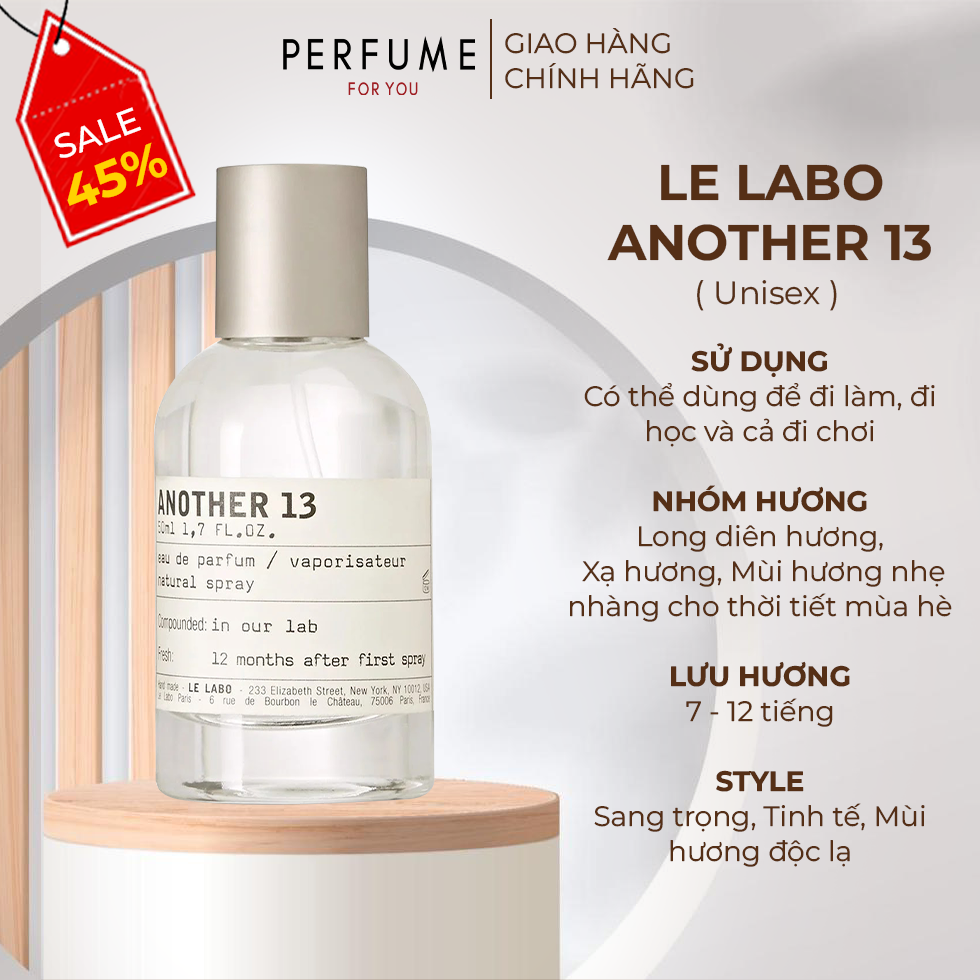 SALE
45%
PERFUME
FOR YOU
GIAO HÀNG
CHÍNH HÃNG
LE LABO
ANOTHER 13
( Unisex )
SỬ DỤNG
Có thể dùng để đi làm, đi
học và cả đi chơi
NHÓM HƯƠNG
Long diên hương,
Xạ hương, Mùi hương nhẹ
nhàng cho thời tiết mùa hè
LƯU HƯƠNG
7 - 12 tiếng
STYLE
Sang trọng, Tinh tế, Mùi
hương độc lạ
ANOTHER 13
50ml 1,7 FL.OZ.
eau de parfum / vaporisateur
natural spray
Compounded: in our lab
Fresh: 12 months after first spray
Hand made - LE LABO - 233 Elizabeth Street, New York, NY 10012, USA
Le Labo Paris - 6 rue de Bourbon le Château, 75006 Paris, France